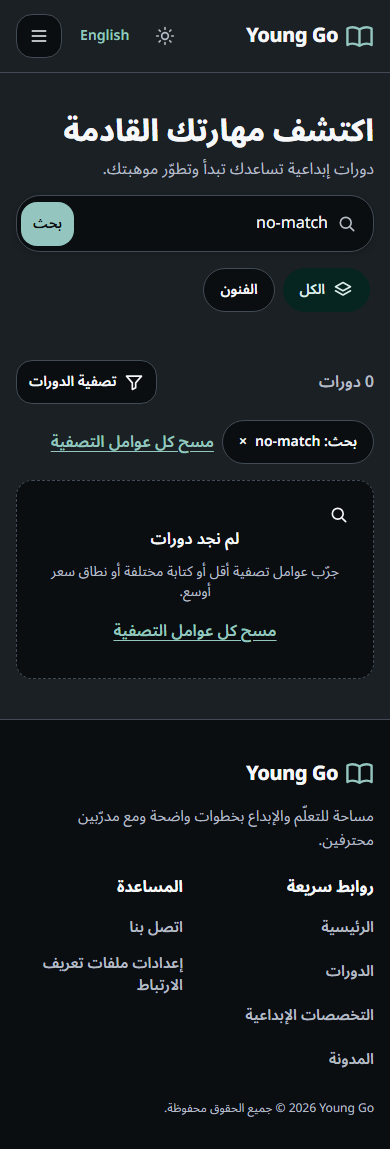 Young Go
English
اكتشف مهارتك القادمة
دورات إبداعية تساعدك تبدأ وتطوّر موهبتك.
no-match
بحث
الكل
الفنون
0 دورات
تصفية الدورات
بحث: no-match ×
مسح كل عوامل التصفية
لم نجد دورات
جرّب عوامل تصفية أقل أو كتابة مختلفة أو نطاق سعر
أوسع.
مسح كل عوامل التصفية
Young Go
مساحة للتعلّم والإبداع بخطوات واضحة ومع مدرّبين
محترفين.
روابط سريعة
الرئيسية
الدورات
التخصصات الإبداعية
المدونة
المساعدة
اتصل بنا
إعدادات ملفات تعريف
الارتباط
Young Go © 2026 جميع الحقوق محفوظة.